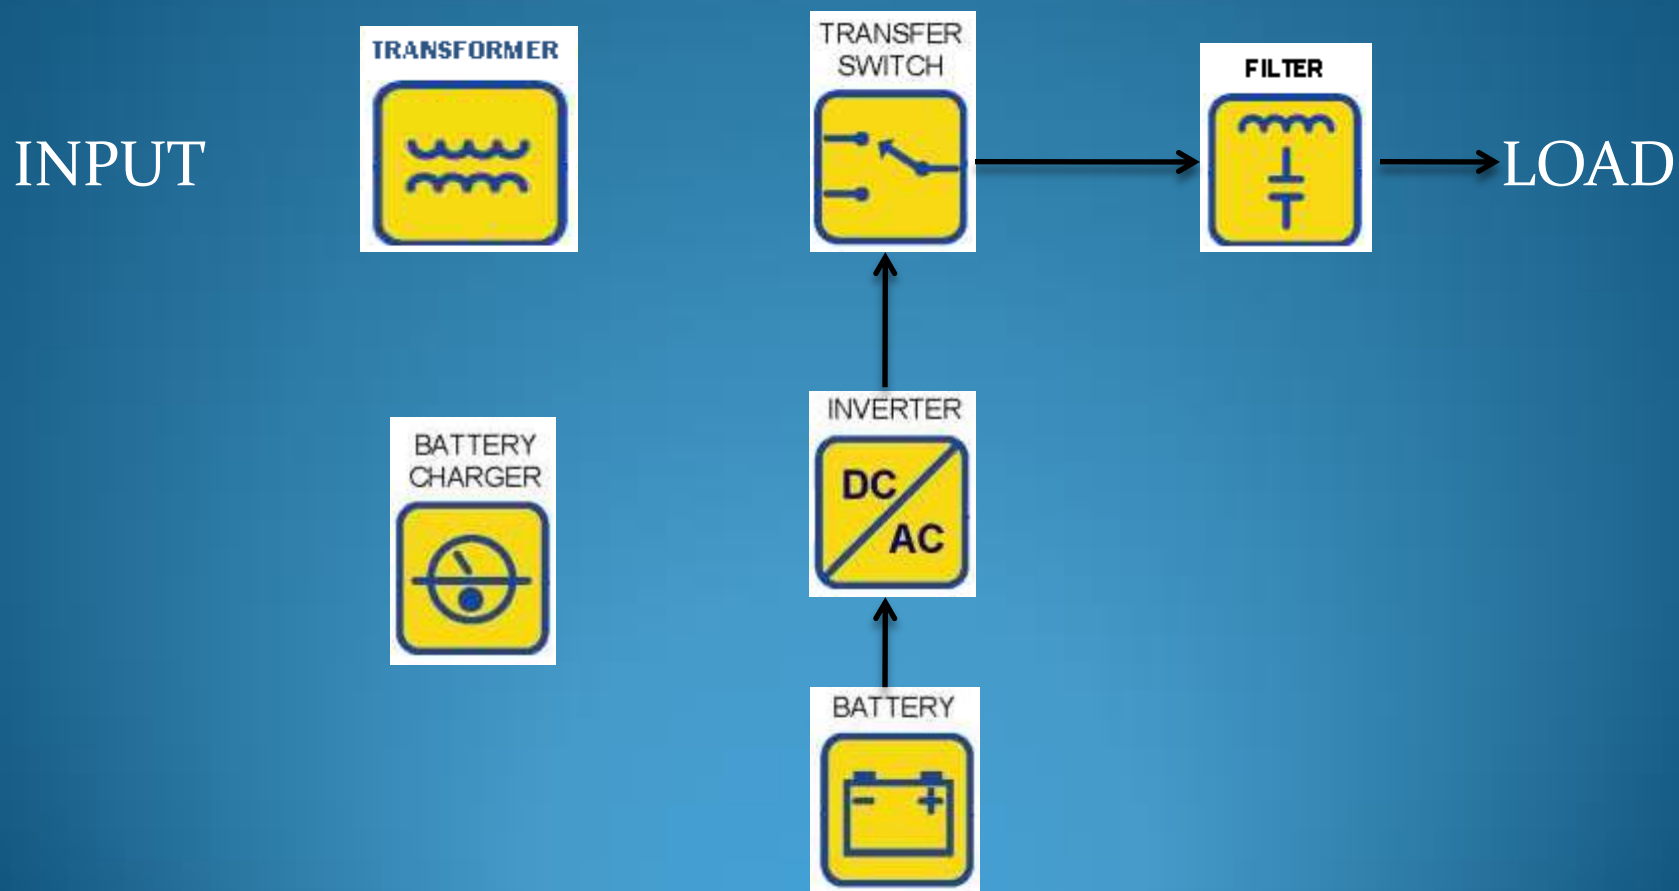 INPUT
TRANSFORMER
TRANSFER
SWITCH
FILTER
LOAD
BATTERY
CHARGER
INVERTER
DC
AC
BATTERY
- +